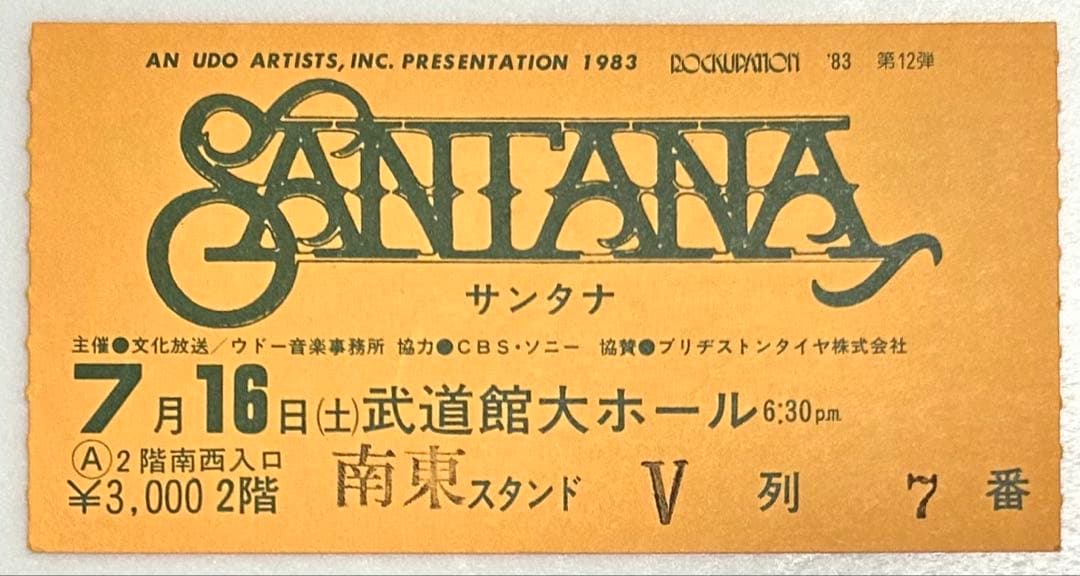 AN UDO ARTISTS, INC. PRESENTATION 1983 ROCKUPATION '83 第12弾
SANTANA
サンタナ
主催●文化放送／ウドー音楽事務所 協力●CBS・ソニー 協賛●ブリヂストンタイヤ株式会社
7月16日(土)武道館大ホール6:30p.m.
Ⓐ2階南西入口
¥3,000 2階 南東スタンド V 列 7 番